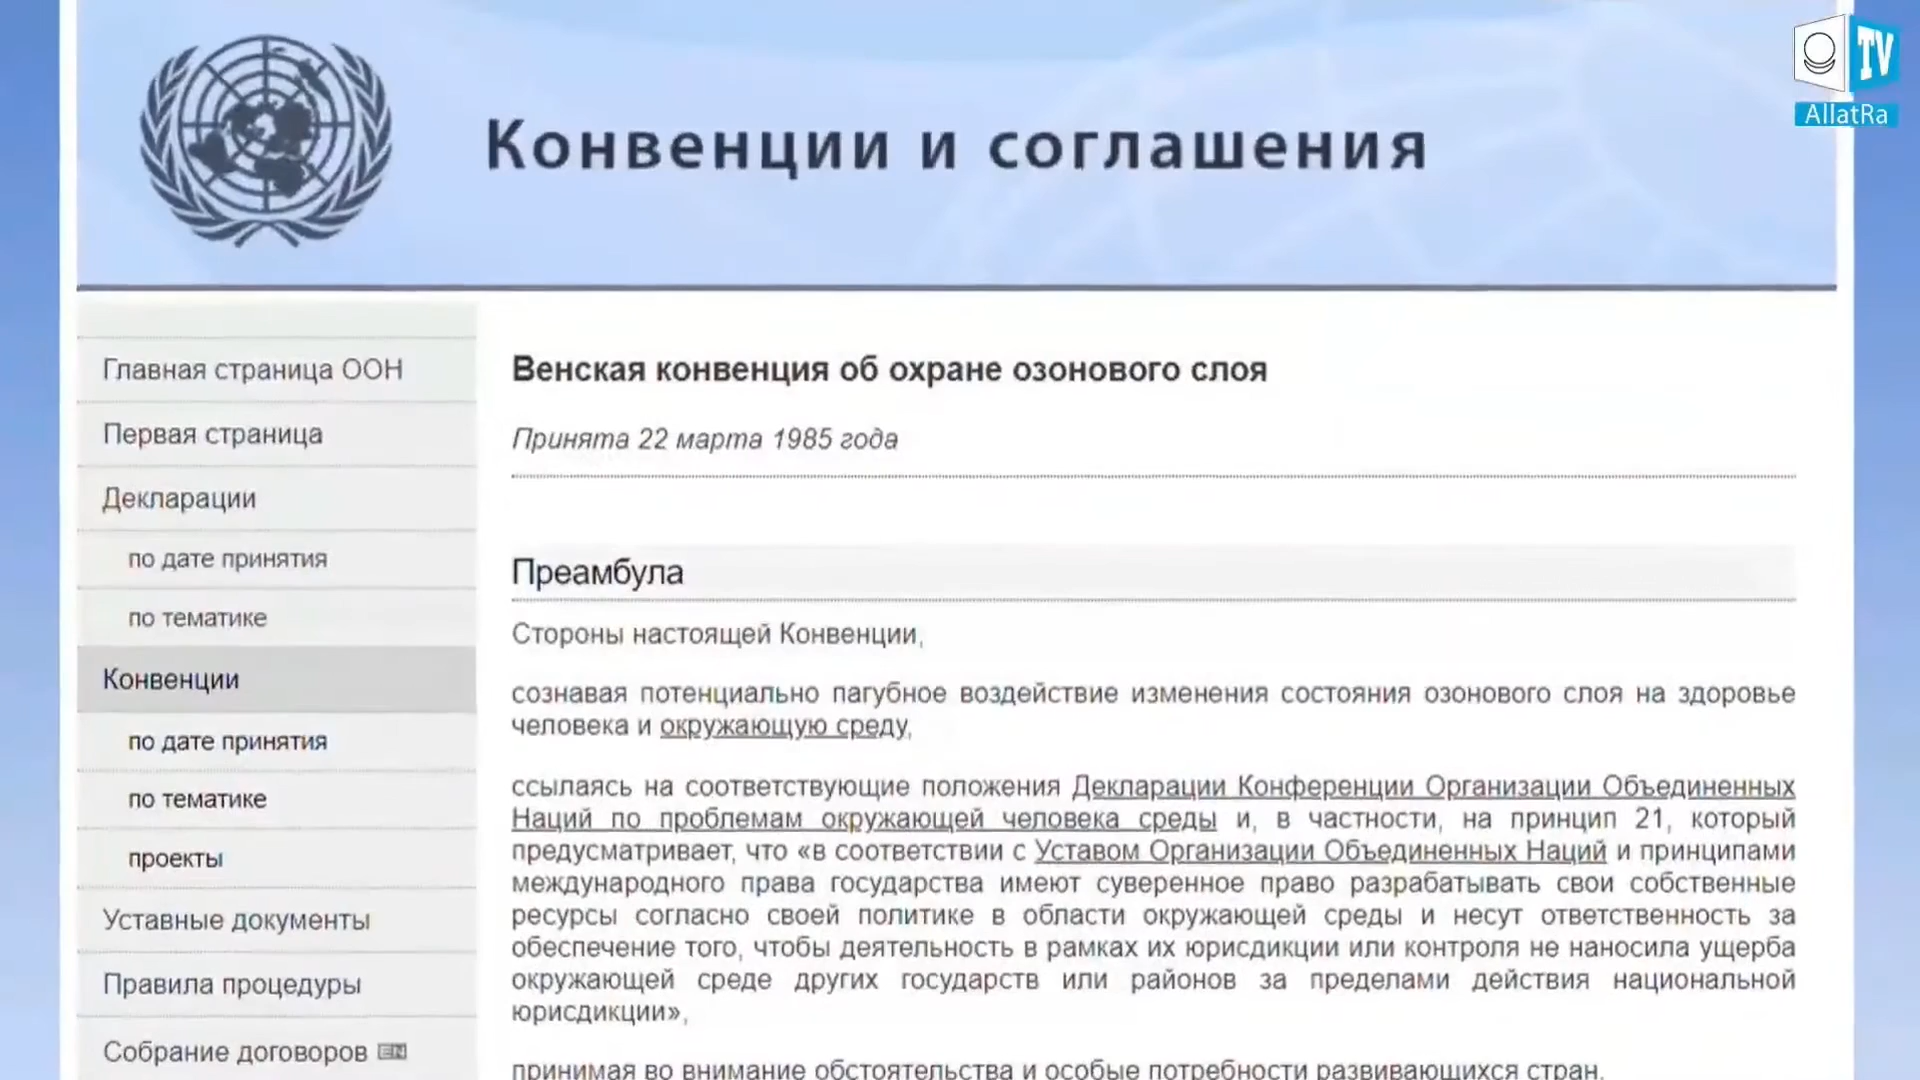 TV
AllatRa
Конвенции и соглашения
Главная страница ООН
Первая страница
Декларации
по дате принятия
по тематике
Конвенции
по дате принятия
по тематике
проекты
Уставные документы
Правила процедуры
Собрание договоров EN
Венская конвенция об охране озонового слоя
Принята 22 марта 1985 года
Преамбула
Стороны настоящей Конвенции,
сознавая потенциально пагубное воздействие изменения состояния озонового слоя на здоровье
человека и окружающую среду,
ссылаясь на соответствующие положения Декларации Конференции Организации Объединенных
Наций по проблемам окружающей человека среды и, в частности, на принцип 21, который
предусматривает, что «в соответствии с Уставом Организации Объединенных Наций и принципами
международного права государства имеют суверенное право разрабатывать свои собственные
ресурсы согласно своей политике в области окружающей среды и несут ответственность за
обеспечение того, чтобы деятельность в рамках их юрисдикции или контроля не наносила ущерба
окружающей среде других государств или районов за пределами действия национальной
юрисдикции»,
принимая во внимание обстоятельства и особые потребности развивающихся стран,